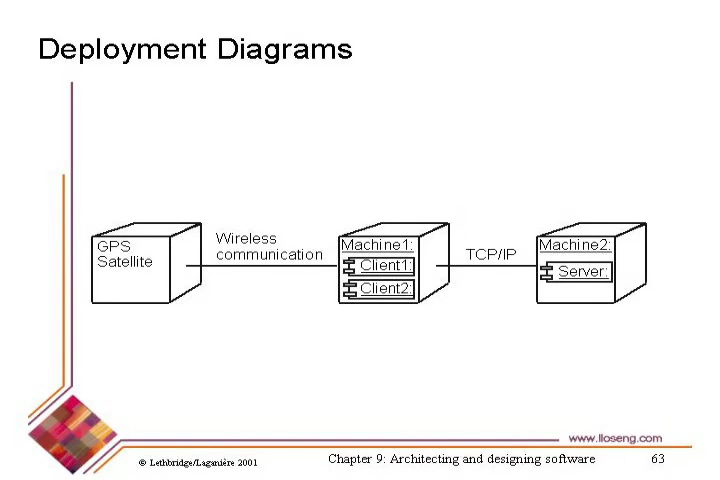 Deployment Diagrams
GPS
Satellite
Wireless
communication
Machine1:
Client1:
Client2:
TCP/IP
Machine2:
Server:
www.lloseng.com
© Lethbridge/Laganière 2001
Chapter 9: Architecting and designing software
63